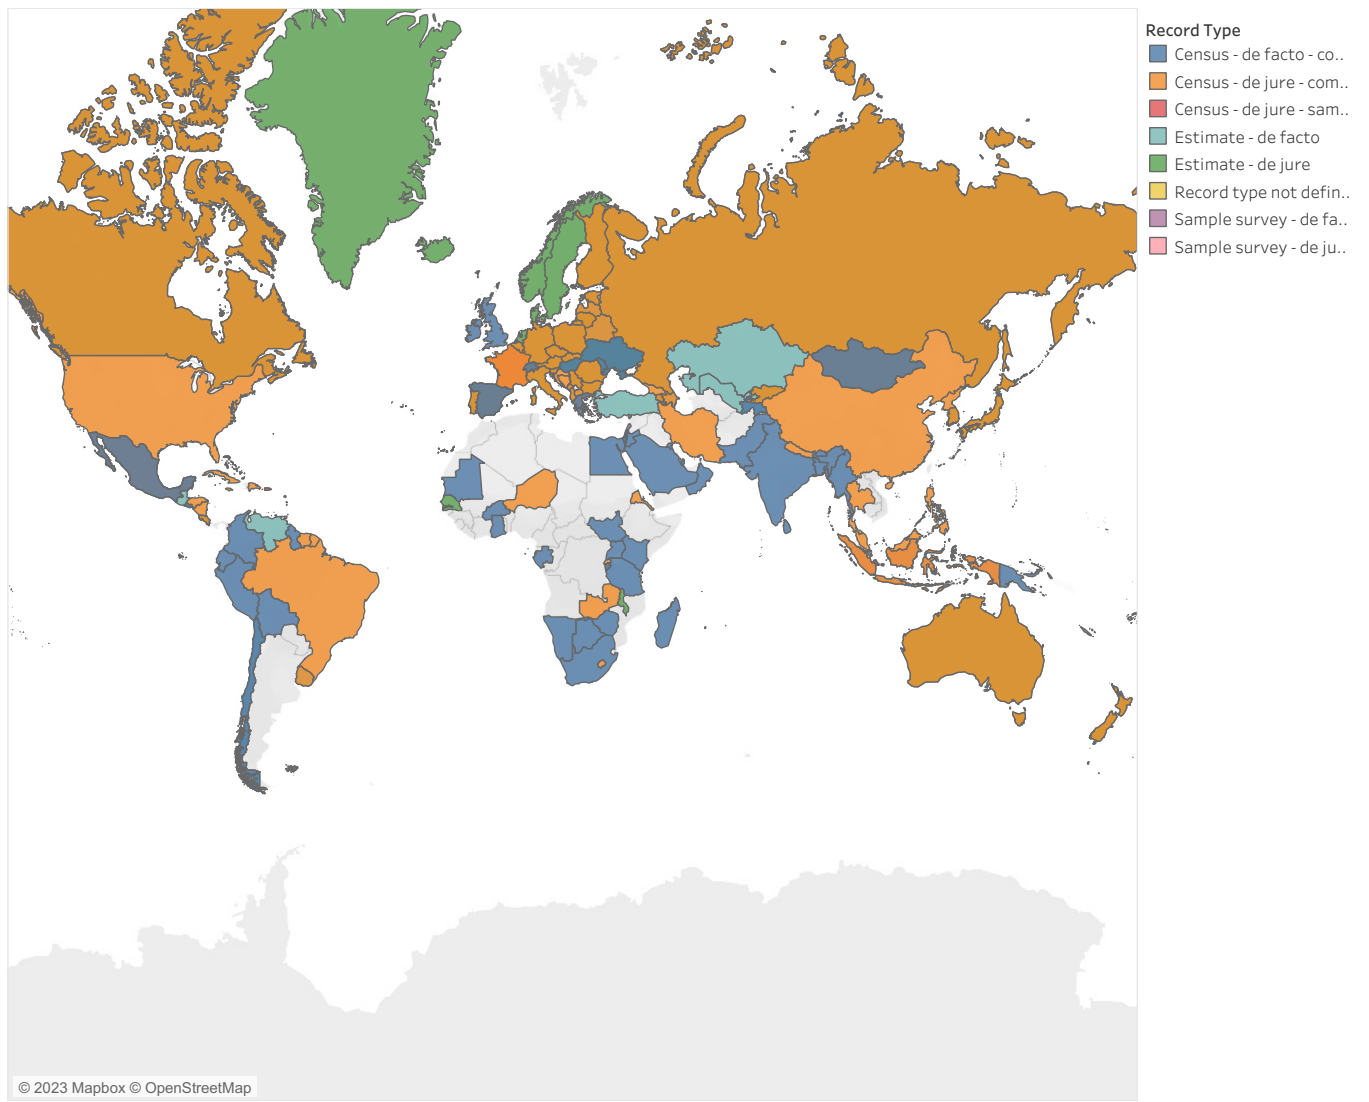 Record Type
Census - de facto - co..
Census - de jure - com..
Census - de jure - sam..
Estimate - de facto
Estimate - de jure
Record type not defin..
Sample survey - de fa..
Sample survey - de ju..
© 2023 Mapbox © OpenStreetMap